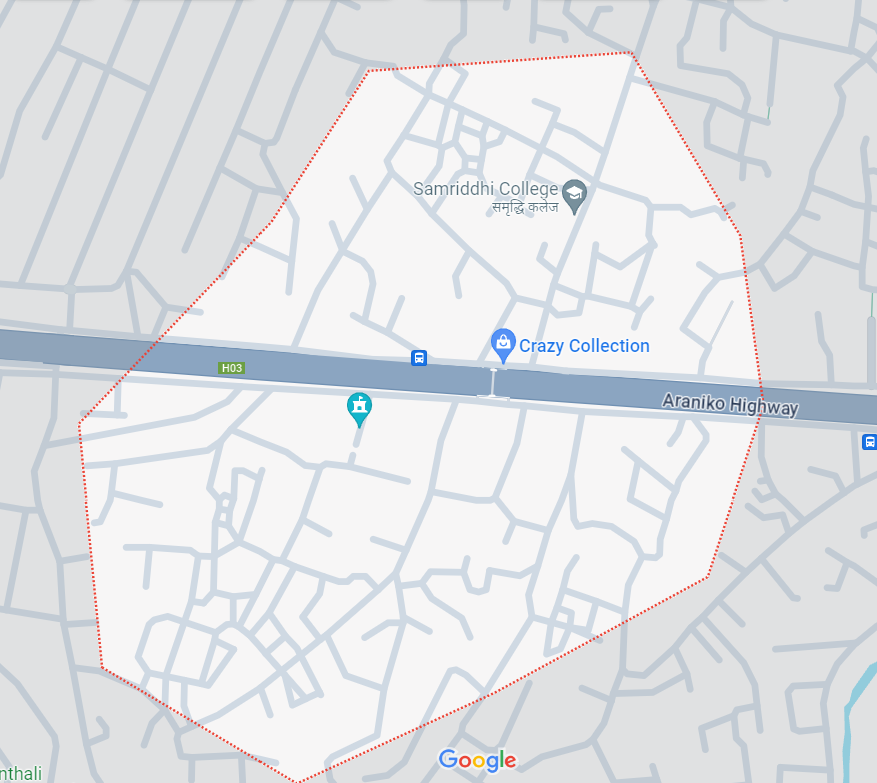 Samriddhi College
समृद्धि कलेज
Crazy Collection
H03
Araniko Highway
Google
nthali